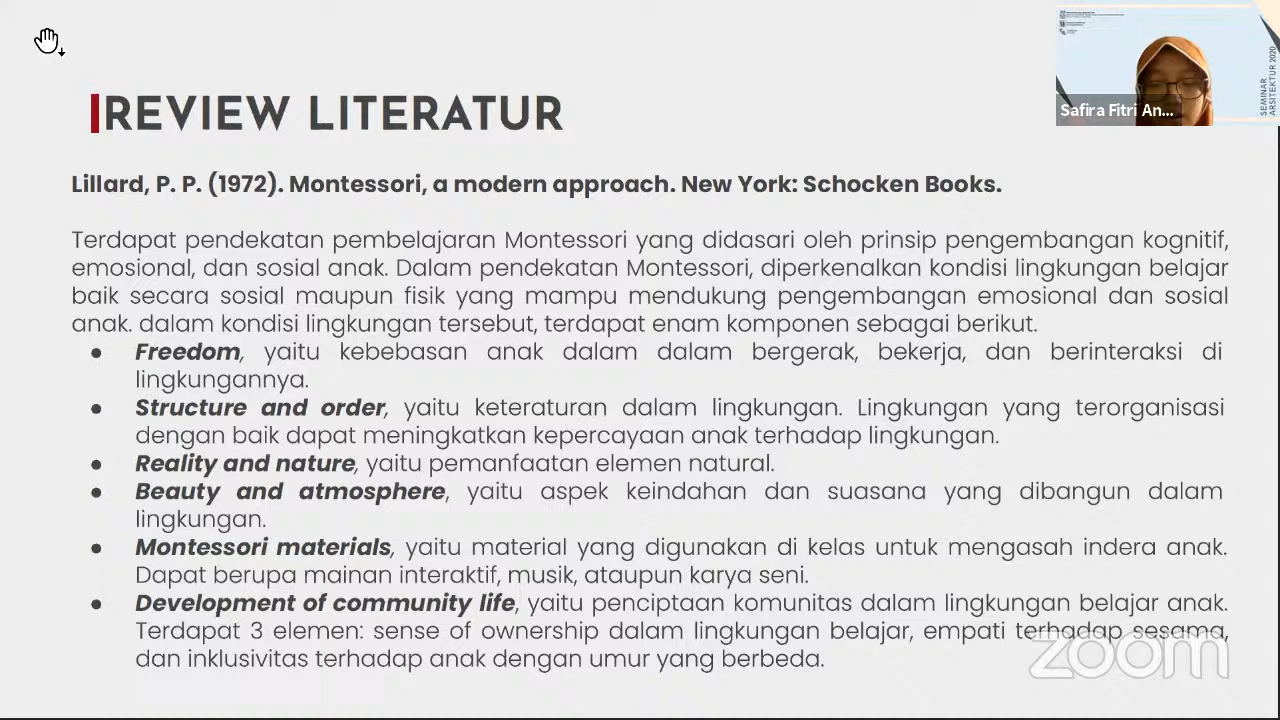 REVIEW LITERATUR
Safira Fitri An...
SEMINAR
ARSITEKTUR 2020
Lillard, P. P. (1972). Montessori, a modern approach. New York: Schocken Books.
Terdapat pendekatan pembelajaran Montessori yang didasari oleh prinsip pengembangan kognitif,
emosional, dan sosial anak. Dalam pendekatan Montessori, diperkenalkan kondisi lingkungan belajar
baik secara sosial maupun fisik yang mampu mendukung pengembangan emosional dan sosial
anak. dalam kondisi lingkungan tersebut, terdapat enam komponen sebagai berikut.
● Freedom, yaitu kebebasan anak dalam dalam bergerak, bekerja, dan berinteraksi di
lingkungannya.
● Structure and order, yaitu keteraturan dalam lingkungan. Lingkungan yang terorganisasi
dengan baik dapat meningkatkan kepercayaan anak terhadap lingkungan.
● Reality and nature, yaitu pemanfaatan elemen natural.
● Beauty and atmosphere, yaitu aspek keindahan dan suasana yang dibangun dalam
lingkungan.
● Montessori materials, yaitu material yang digunakan di kelas untuk mengasah indera anak.
Dapat berupa mainan interaktif, musik, ataupun karya seni.
● Development of community life, yaitu penciptaan komunitas dalam lingkungan belajar anak.
Terdapat 3 elemen: sense of ownership dalam lingkungan belajar, empati terhadap sesama,
dan inklusivitas terhadap anak dengan umur yang berbeda.
zoom